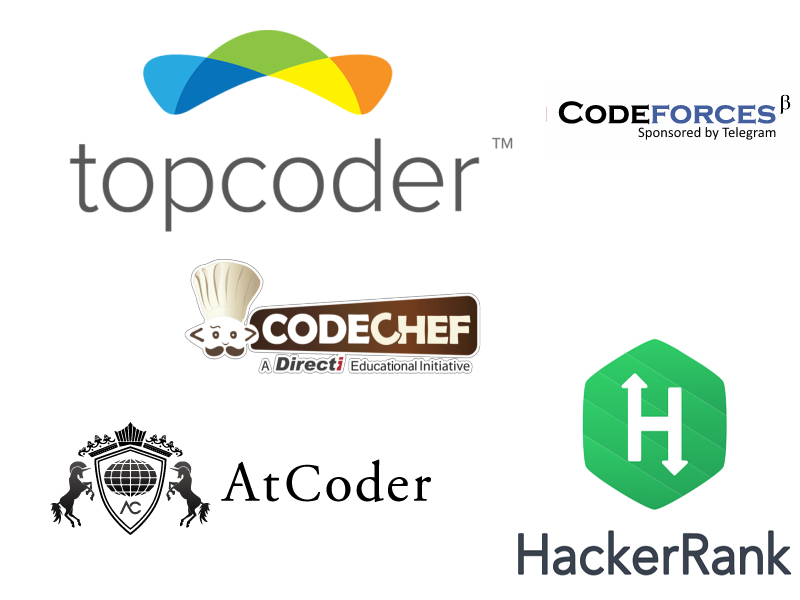 topcoder™
CODEFORCES β
Sponsored by Telegram
CODECHEF
A Directi Educational Initiative
AC
AtCoder
H
HackerRank